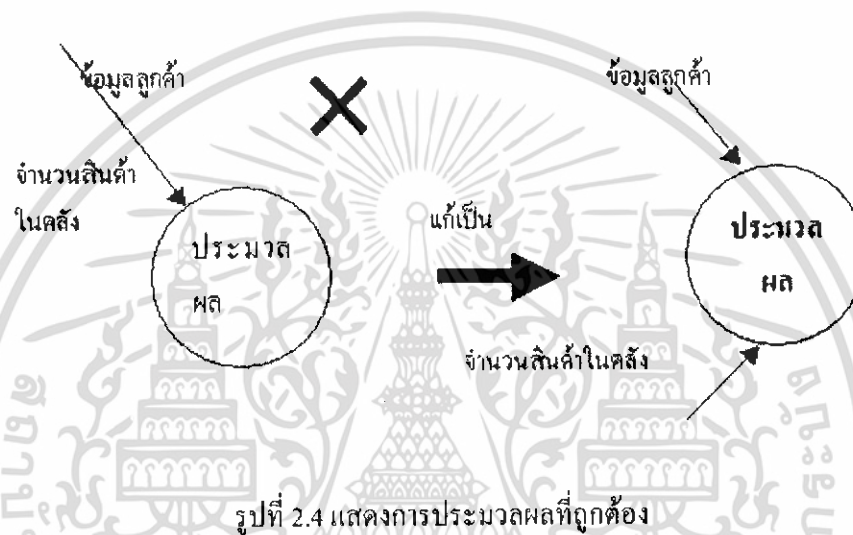 ข้อมูลลูกค้า
จำนวนสินค้า
ในคลัง
ประมวล
ผล
แก้เป็น
ข้อมูลลูกค้า
ประมวล
ผล
จำนวนสินค้าในคลัง
รูปที่ 2.4 แสดงการประมวลผลที่ถูกต้อง